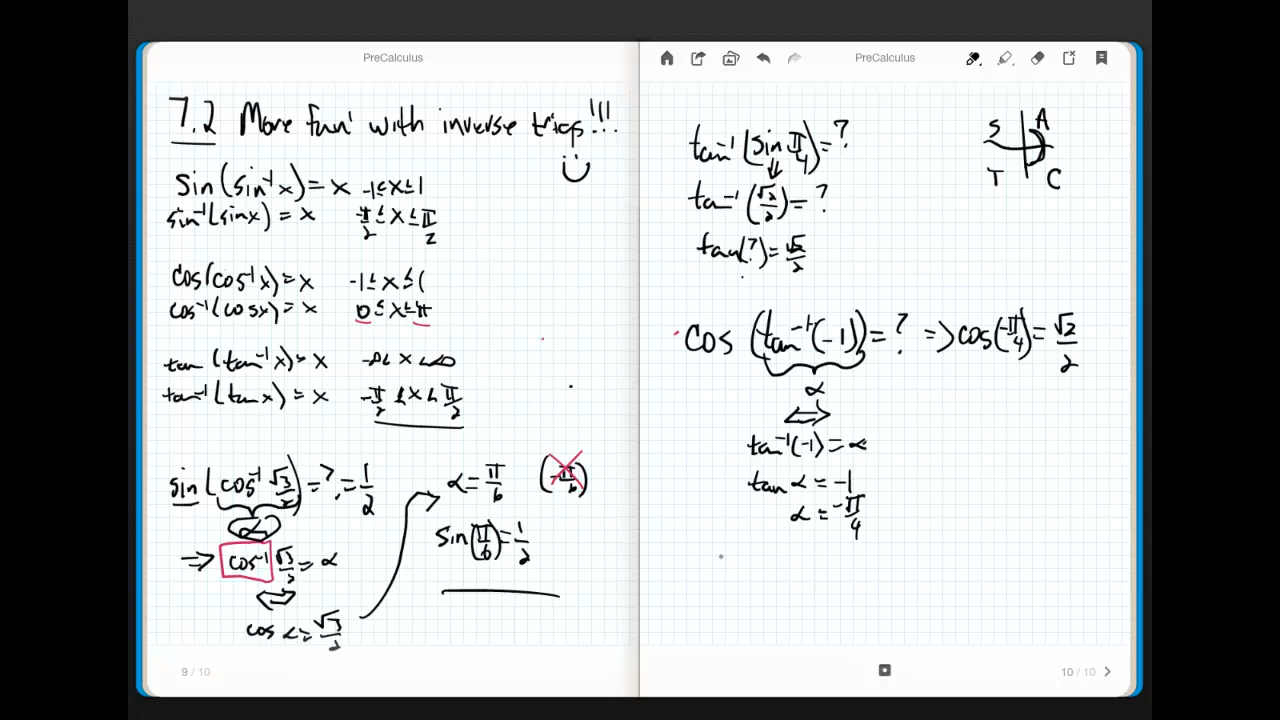 PreCalculus
7.2 More fun with inverse trigs!!!
sin(sin⁻¹x) = x -1≤x≤1
sin⁻¹(sinx) = x -π/2 ≤ x ≤ π/2
cos(cos⁻¹x) = x -1≤ x ≤ 1
cos⁻¹(cosx) = x 0 ≤ x ≤ π
tan(tan⁻¹x) = x -∞< x <∞
tan⁻¹(tanx) = x -π/2 < x < π/2
sin(cos⁻¹ √3/2) = ? = 1/2
α
⇒ cos⁻¹ √3/2 = α
⇔
cos α = √3/2
α = π/6 (-π/6)
sin(π/6) = 1/2
9 / 10
PreCalculus
tan⁻¹(sin π/4) = ?
⇓
tan⁻¹(√2/2) = ?
tan(?) = √2/2
S A
T C
cos(tan⁻¹(-1)) = ? => cos(-π/4) = √2/2
α
⇔
tan⁻¹(-1) = α
tan α = -1
α = -π/4
10 / 10